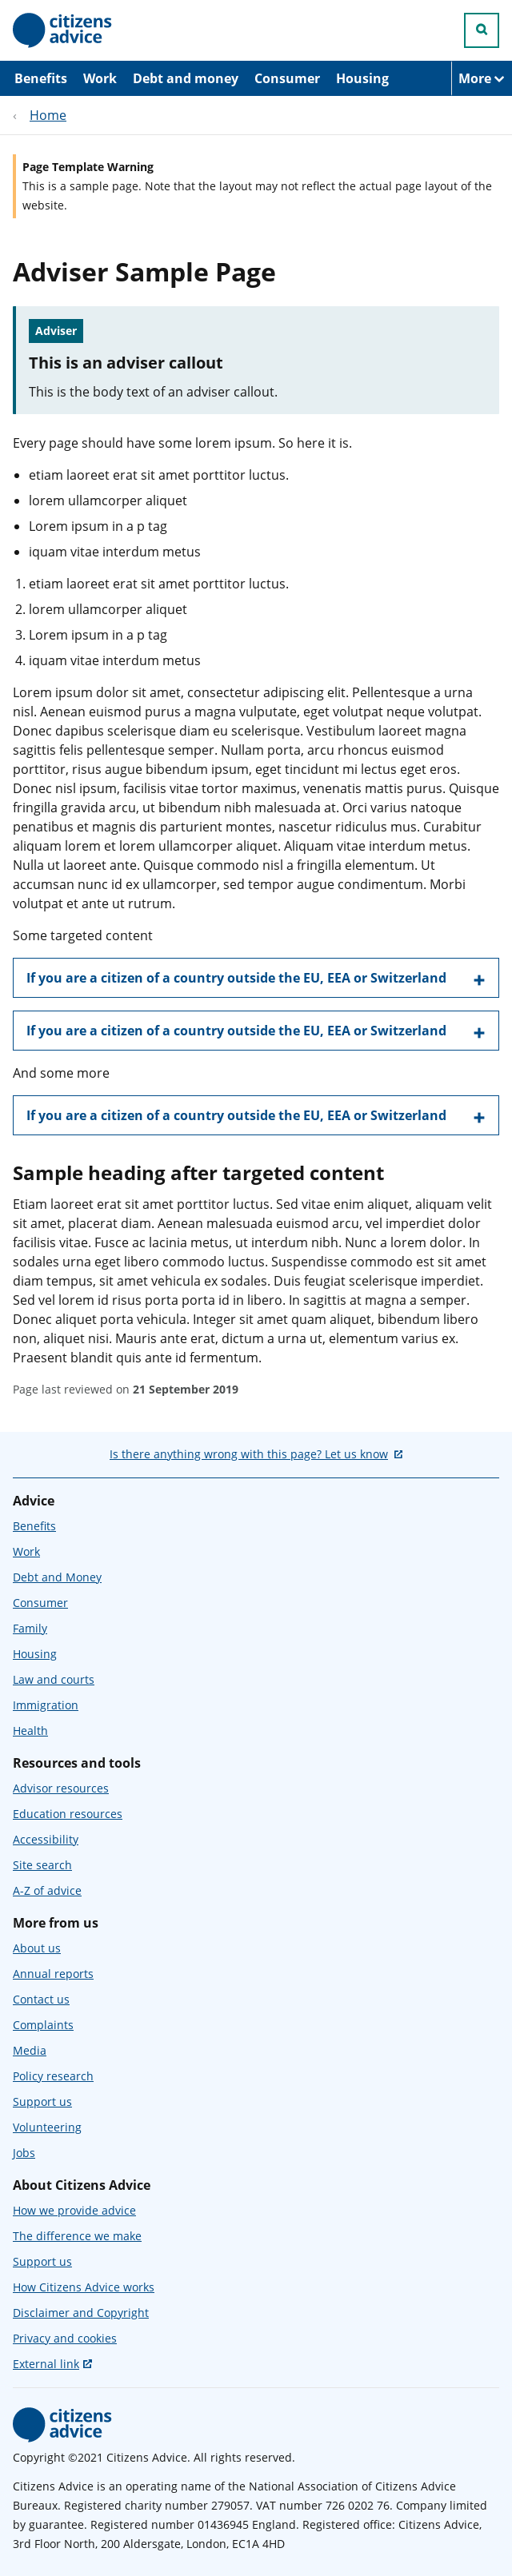 citizens
advice
Benefits Work Debt and money Consumer Housing More
‹ Home
Page Template Warning
This is a sample page. Note that the layout may not reflect the actual page layout of the
website.
Adviser Sample Page
Adviser
This is an adviser callout
This is the body text of an adviser callout.
Every page should have some lorem ipsum. So here it is.
• etiam laoreet erat sit amet porttitor luctus.
• lorem ullamcorper aliquet
• Lorem ipsum in a p tag
• iquam vitae interdum metus
1. etiam laoreet erat sit amet porttitor luctus.
2. lorem ullamcorper aliquet
3. Lorem ipsum in a p tag
4. iquam vitae interdum metus
Lorem ipsum dolor sit amet, consectetur adipiscing elit. Pellentesque a urna
nisl. Aenean euismod purus a magna vulputate, eget volutpat neque volutpat.
Donec dapibus scelerisque diam eu scelerisque. Vestibulum laoreet magna
sagittis felis pellentesque semper. Nullam porta, arcu rhoncus euismod
porttitor, risus augue bibendum ipsum, eget tincidunt mi lectus eget eros.
Donec nisl ipsum, facilisis vitae tortor maximus, venenatis mattis purus. Quisque
fringilla gravida arcu, ut bibendum nibh malesuada at. Orci varius natoque
penatibus et magnis dis parturient montes, nascetur ridiculus mus. Curabitur
aliquam lorem et lorem ullamcorper aliquet. Aliquam vitae interdum metus.
Nulla ut laoreet ante. Quisque commodo nisl a fringilla elementum. Ut
accumsan nunc id ex ullamcorper, sed tempor augue condimentum. Morbi
volutpat et ante ut rutrum.
Some targeted content
If you are a citizen of a country outside the EU, EEA or Switzerland
If you are a citizen of a country outside the EU, EEA or Switzerland
And some more
If you are a citizen of a country outside the EU, EEA or Switzerland
Sample heading after targeted content
Etiam laoreet erat sit amet porttitor luctus. Sed vitae enim aliquet, aliquam velit
sit amet, placerat diam. Aenean malesuada euismod arcu, vel imperdiet dolor
facilisis vitae. Fusce ac lacinia metus, ut interdum nibh. Nunc a lorem dolor. In
sodales urna eget libero commodo luctus. Suspendisse commodo est sit amet
diam tempus, sit amet vehicula ex sodales. Duis feugiat scelerisque imperdiet.
Sed vel lorem id risus porta porta id in libero. In sagittis at magna a semper.
Donec aliquet porta vehicula. Integer sit amet quam aliquet, bibendum libero
non, aliquet nisi. Mauris ante erat, dictum a urna ut, elementum varius ex.
Praesent blandit quis ante id fermentum.
Page last reviewed on 21 September 2019
Is there anything wrong with this page? Let us know
Advice
Benefits
Work
Debt and Money
Consumer
Family
Housing
Law and courts
Immigration
Health
Resources and tools
Advisor resources
Education resources
Accessibility
Site search
A-Z of advice
More from us
About us
Annual reports
Contact us
Complaints
Media
Policy research
Support us
Volunteering
Jobs
About Citizens Advice
How we provide advice
The difference we make
Support us
How Citizens Advice works
Disclaimer and Copyright
Privacy and cookies
External link
citizens
advice
Copyright ©2021 Citizens Advice. All rights reserved.
Citizens Advice is an operating name of the National Association of Citizens Advice
Bureaux. Registered charity number 279057. VAT number 726 0202 76. Company limited
by guarantee. Registered number 01436945 England. Registered office: Citizens Advice,
3rd Floor North, 200 Aldersgate, London, EC1A 4HD